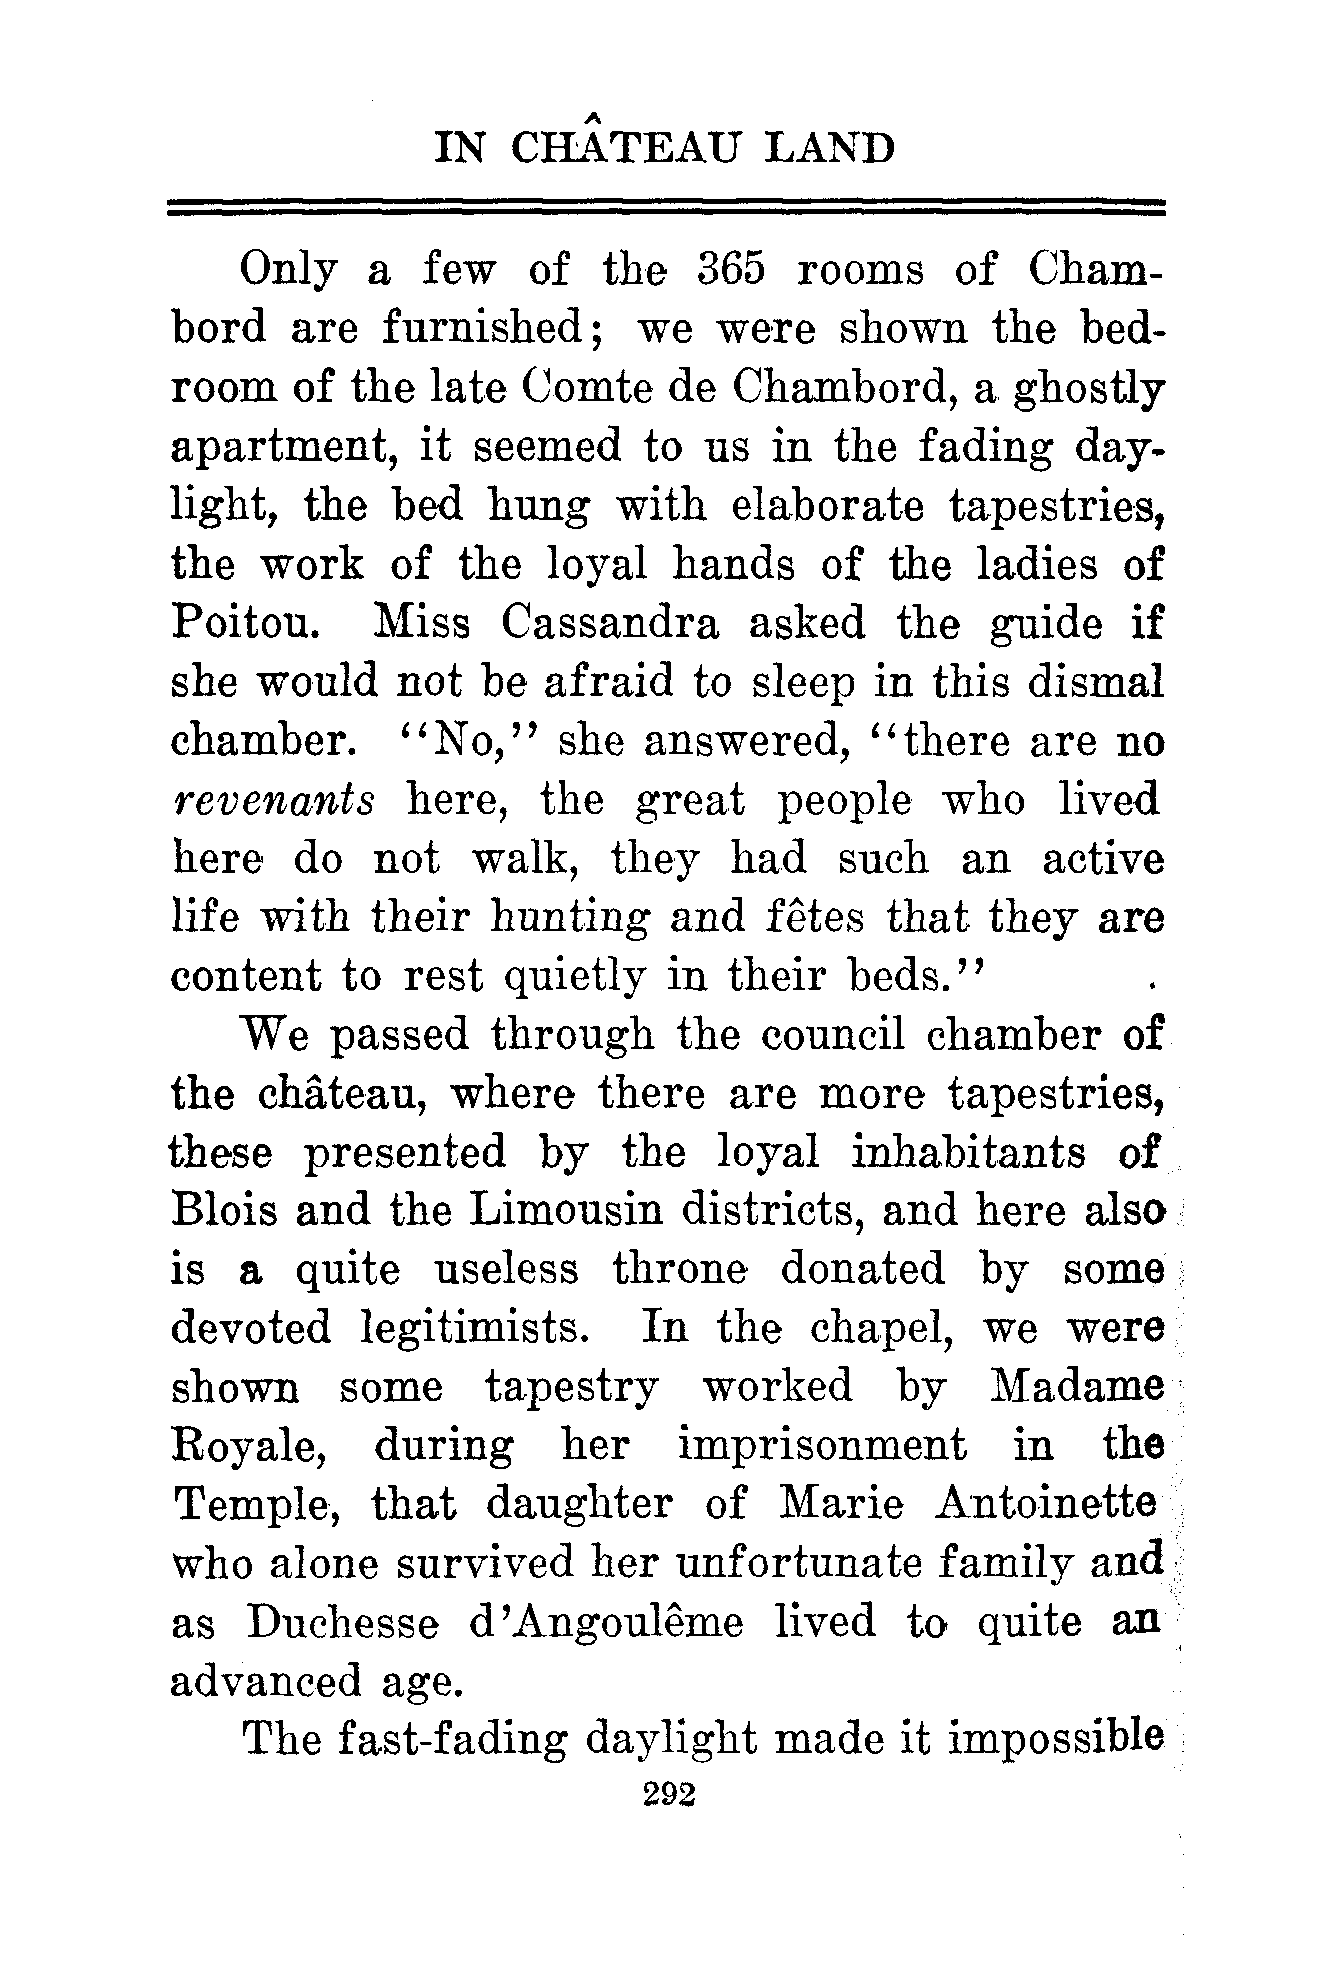 IN CHÂTEAU LAND
Only a few of the 365 rooms of Cham-
bord are furnished; we were shown the bed-
room of the late Comte de Chambord, a ghostly
apartment, it seemed to us in the fading day-
light, the bed hung with elaborate tapestries,
the work of the loyal hands of the ladies of
Poitou. Miss Cassandra asked the guide if
she would not be afraid to sleep in this dismal
chamber. "No," she answered, "there are no
revenants here, the great people who lived
here do not walk, they had such an active
life with their hunting and fêtes that they are
content to rest quietly in their beds."
We passed through the council chamber of
the château, where there are more tapestries,
these presented by the loyal inhabitants of
Blois and the Limousin districts, and here also
is a quite useless throne donated by some
devoted legitimists. In the chapel, we were
shown some tapestry worked by Madame
Royale, during her imprisonment in the
Temple, that daughter of Marie Antoinette
who alone survived her unfortunate family and
as Duchesse d'Angoulême lived to quite an
advanced age.
The fast-fading daylight made it impossible
292